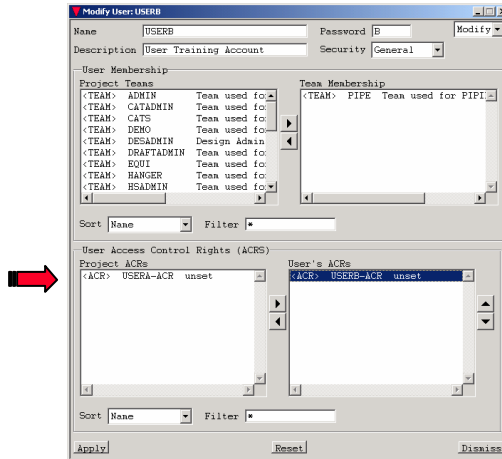 Modify User: USERB
Name USERB Password B Modify
Description User Training Account Security General
User Membership
Project Teams Team Membership
<TEAM> ADMIN Team used fo
<TEAM> PIPE Team used for PIPI
<TEAM> CATADMIN Team used fo
<TEAM> CATS Team used fo
<TEAM> DEMO Team used fo
<TEAM> DESADMIN Design Admin
<TEAM> DRAFTADMIN Team used fo
<TEAM> EQUI Team used fo
<TEAM> HANGER Team used fo
<TEAM> HSADMIN Team used fo
Sort Name Filter *
User Access Control Rights (ACRS)
Project ACRs User's ACRs
<ACR> USERA-ACR unset <ACR> USERB-ACR unset
Sort Name Filter *
Apply Reset Dismiss